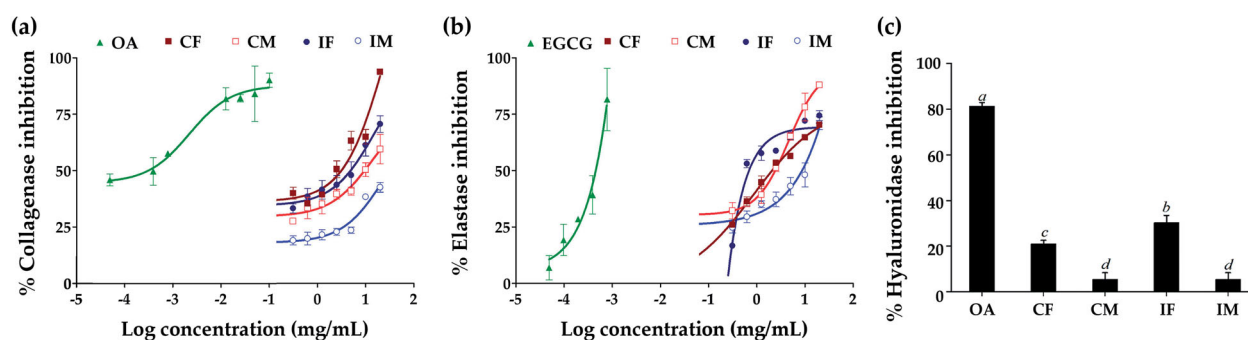 (a)
OA CF CM IF IM
% Collagenase inhibition
100
75
50
25
0
-5 -4 -3 -2 -1 0 1 2
Log concentration (mg/mL)
(b)
EGCG CF CM IF IM
% Elastase inhibition
100
75
50
25
0
-5 -4 -3 -2 -1 0 1 2
Log concentration (mg/mL)
(c)
% Hyaluronidase inhibition
100
80
60
40
20
0
a
c
d
b
d
OA CF CM IF IM